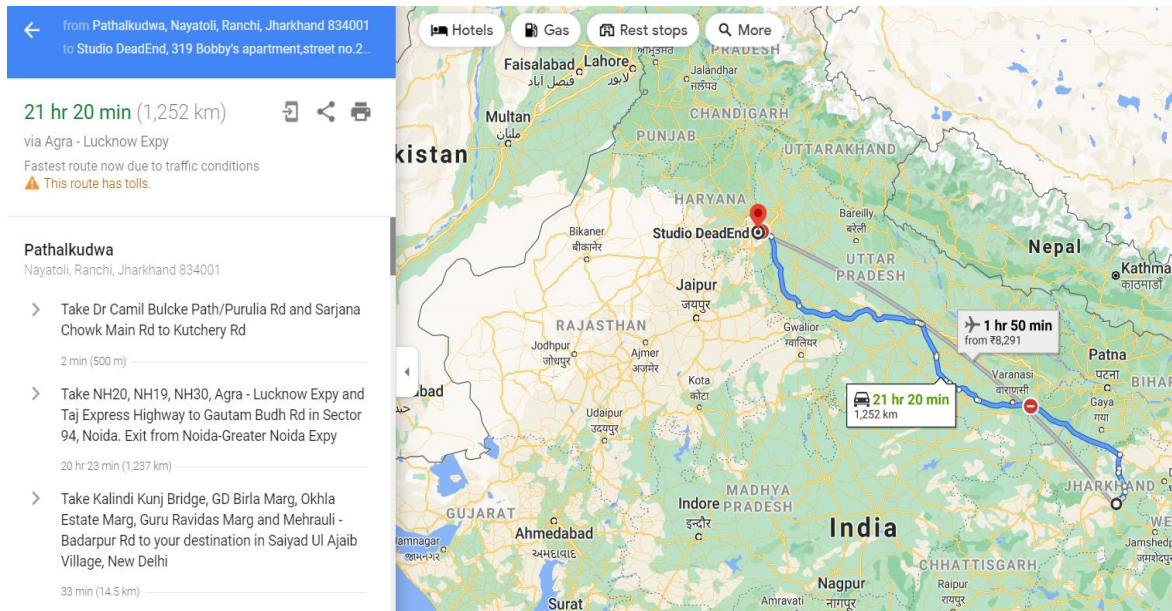 from Pathalkudwa, Nayatoli, Ranchi, Jharkhand 834001
to Studio DeadEnd, 319 Bobby's apartment,street no.2...
21 hr 20 min (1,252 km)
via Agra - Lucknow Expy
Fastest route now due to traffic conditions
This route has tolls.
Pathalkudwa
Nayatoli, Ranchi, Jharkhand 834001
Take Dr Camil Bulcke Path/Purulia Rd and Sarjana
Chowk Main Rd to Kutchery Rd
2 min (500 m)
Take NH20, NH19, NH30, Agra - Lucknow Expy and
Taj Express Highway to Gautam Budh Rd in Sector
94, Noida. Exit from Noida-Greater Noida Expy
20 hr 23 min (1,237 km)
Take Kalindi Kunj Bridge, GD Birla Marg, Okhla
Estate Marg, Guru Ravidas Marg and Mehrauli -
Badarpur Rd to your destination in Saiyad Ul Ajaib
Village, New Delhi
33 min (14.5 km)
Hotels
Gas
Rest stops
More
PRADESH
Faisalabad
فیصل آباد
Lahore
لاہور
Jalandhar
Multan
ملتان
CHANDIGARH
PUNJAB
kistan
UTTARAKHAND
HARYANA
Bareilly
बरेली
Bikaner
बीकानेर
Studio DeadEnd
Nepal
UTTAR
PRADESH
Kathma
काठमाडौं
Jaipur
जयपुर
1 hr 50 min
from ₹8,291
RAJASTHAN
Gwalior
ग्वालियर
Jodhpur
जोधपुर
Ajmer
अजमेर
Patna
पटना
Varanasi
वाराणसी
BIHAR
abad
Kota
कोटा
21 hr 20 min
1,252 km
Gaya
गया
Udaipur
उदयपुर
JHARKHAND
MADHYA
PRADESH
Indore
इन्दौर
India
GUJARAT
Ahmedabad
અમદાવાદ
Jamnagar
જામનગર
WE
Jamshedp
जमशेदपु
CHHATTISGARH
Nagpur
नागपूर
Raipur
रायपुर
Amravati
Surat